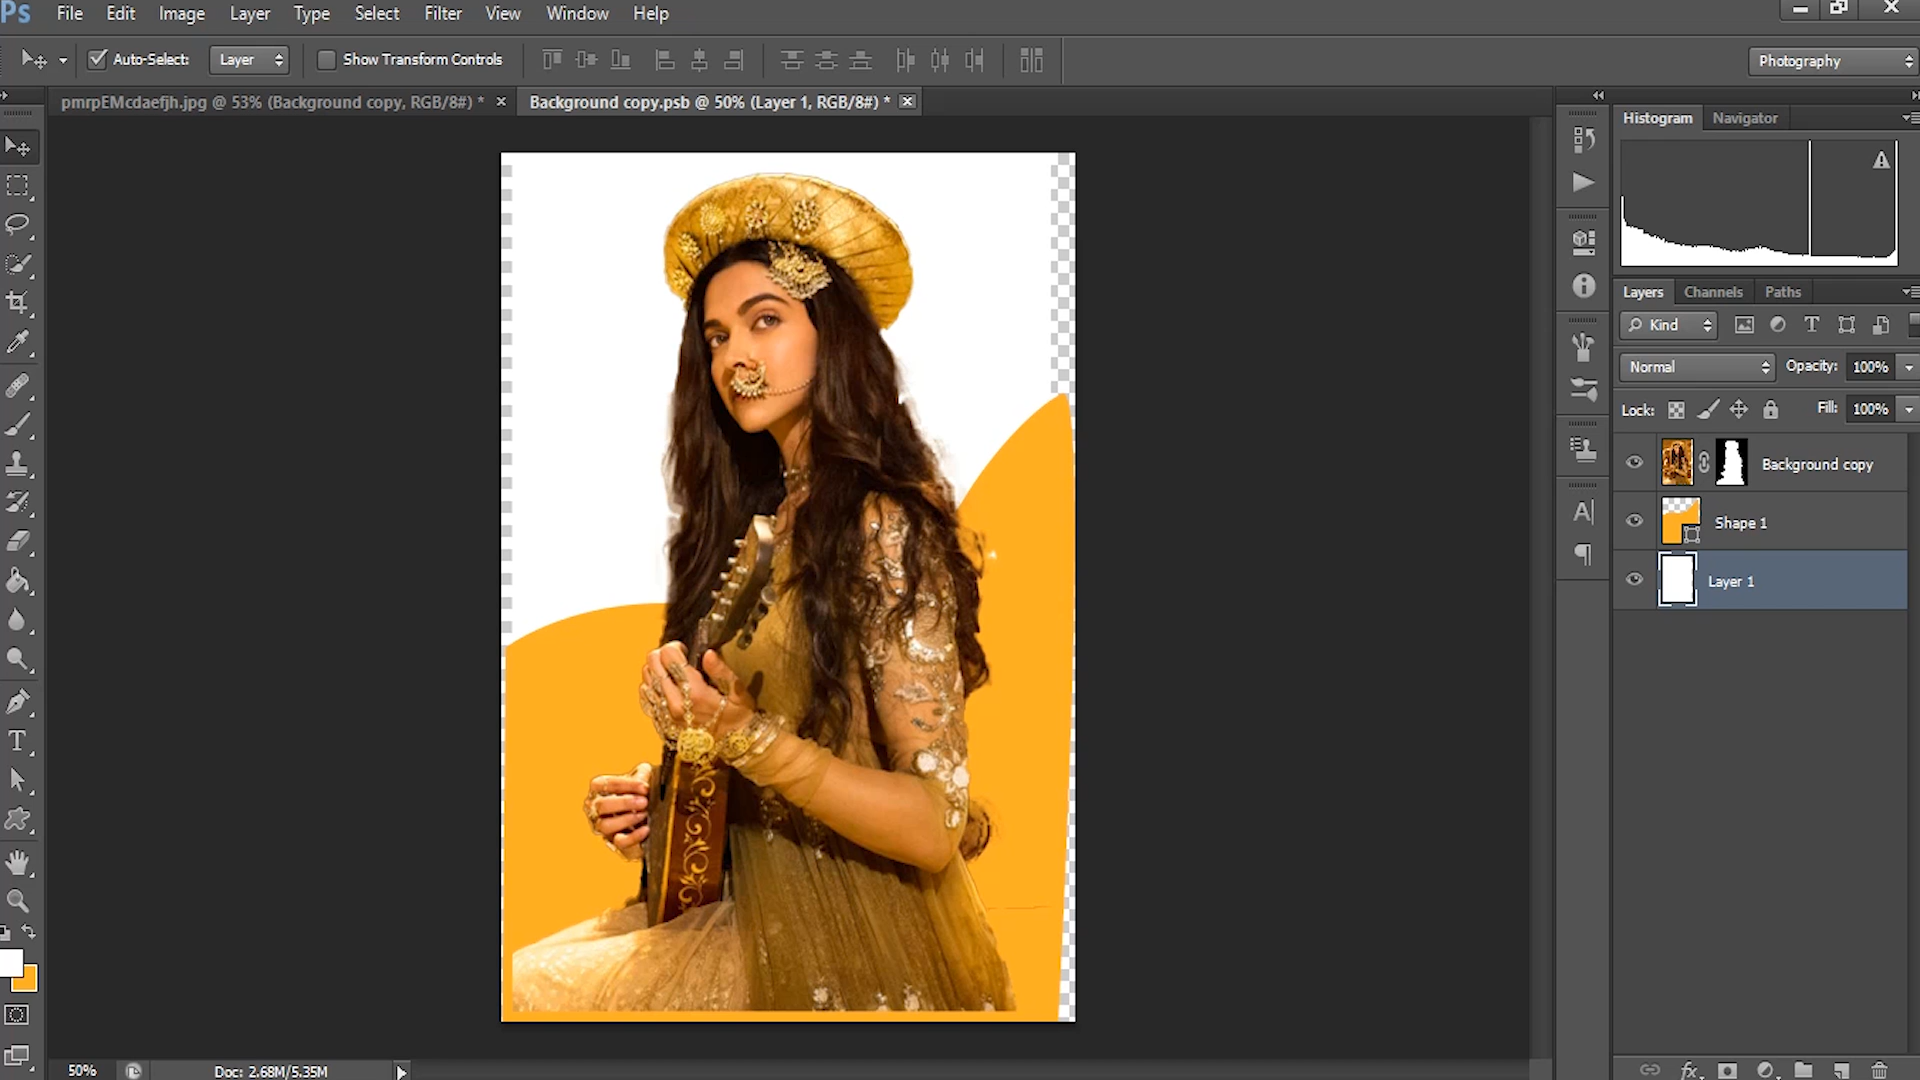 Ps File Edit Image Layer Type Select Filter View Window Help
Auto-Select: Layer Show Transform Controls Photography
pmrpEMcdaefjh.jpg @ 53% (Background copy, RGB/8#) * × Background copy.psb @ 50% (Layer 1, RGB/8#) * ×
Histogram Navigator
Layers Channels Paths
Kind
Normal Opacity: 100%
Lock: Fill: 100%
Background copy
Shape 1
Layer 1
50% Doc: 2.68M/5.35M